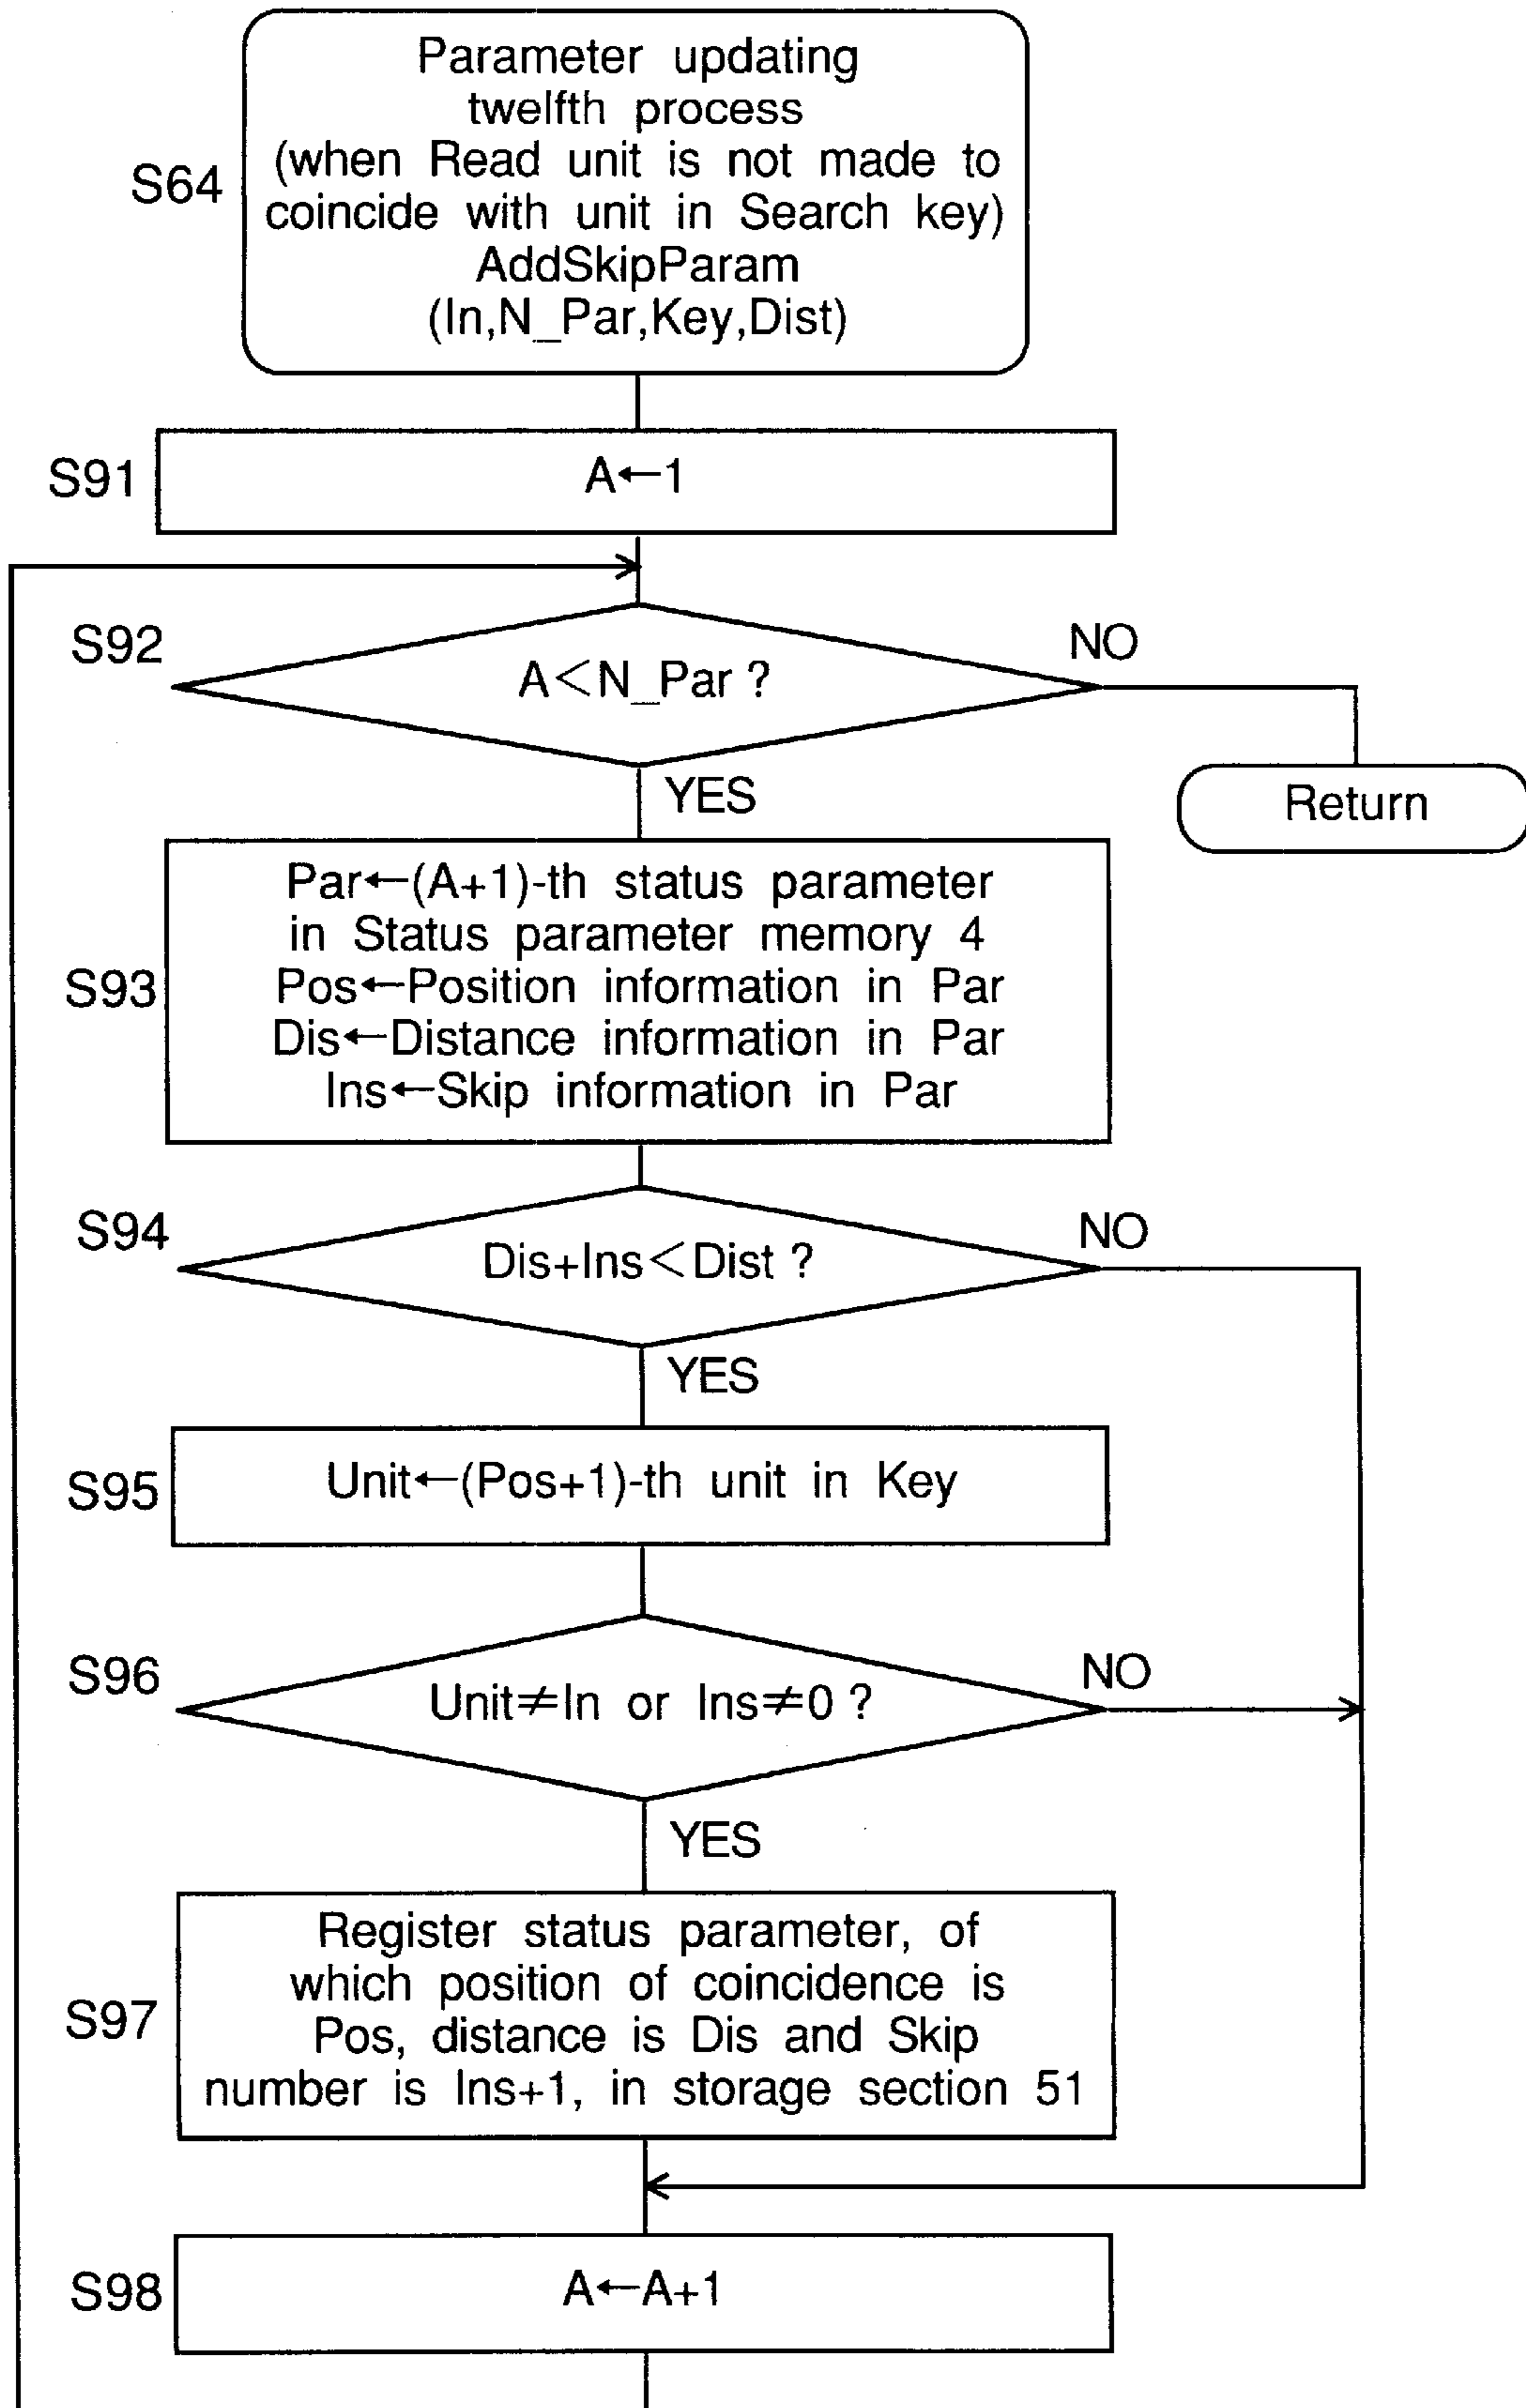 Parameter updating
twelfth process
(when Read unit is not made to
coincide with unit in Search key)
AddSkipParam
(In,N_Par,Key,Dist)
S64
S91
A←1
S92
A<N_Par ?
NO
YES
Return
S93
Par←(A+1)-th status parameter
in Status parameter memory 4
Pos←Position information in Par
Dis←Distance information in Par
Ins←Skip information in Par
S94
Dis+Ins<Dist ?
NO
YES
S95
Unit←(Pos+1)-th unit in Key
S96
Unit≠In or Ins≠0 ?
NO
YES
S97
Register status parameter, of
which position of coincidence is
Pos, distance is Dis and Skip
number is Ins+1, in storage section 51
S98
A←A+1